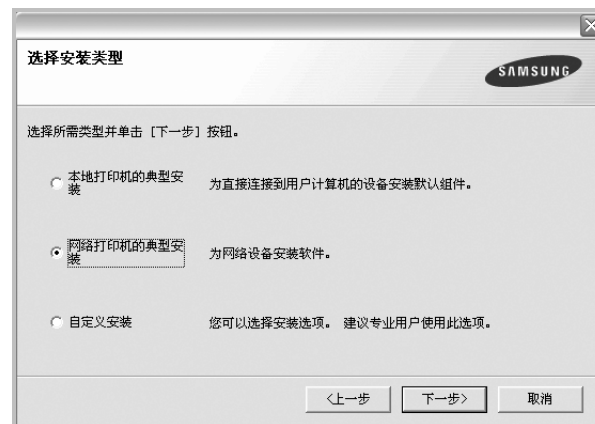 选择安装类型
SAMSUNG
选择所需类型并单击 [下一步] 按钮。
本地打印机的典型安
装
为直接连接到用户计算机的设备安装默认组件。
网络打印机的典型安
装
为网络设备安装软件。
自定义安装
您可以选择安装选项。 建议专业用户使用此选项。
<上一步
下一步>
取消